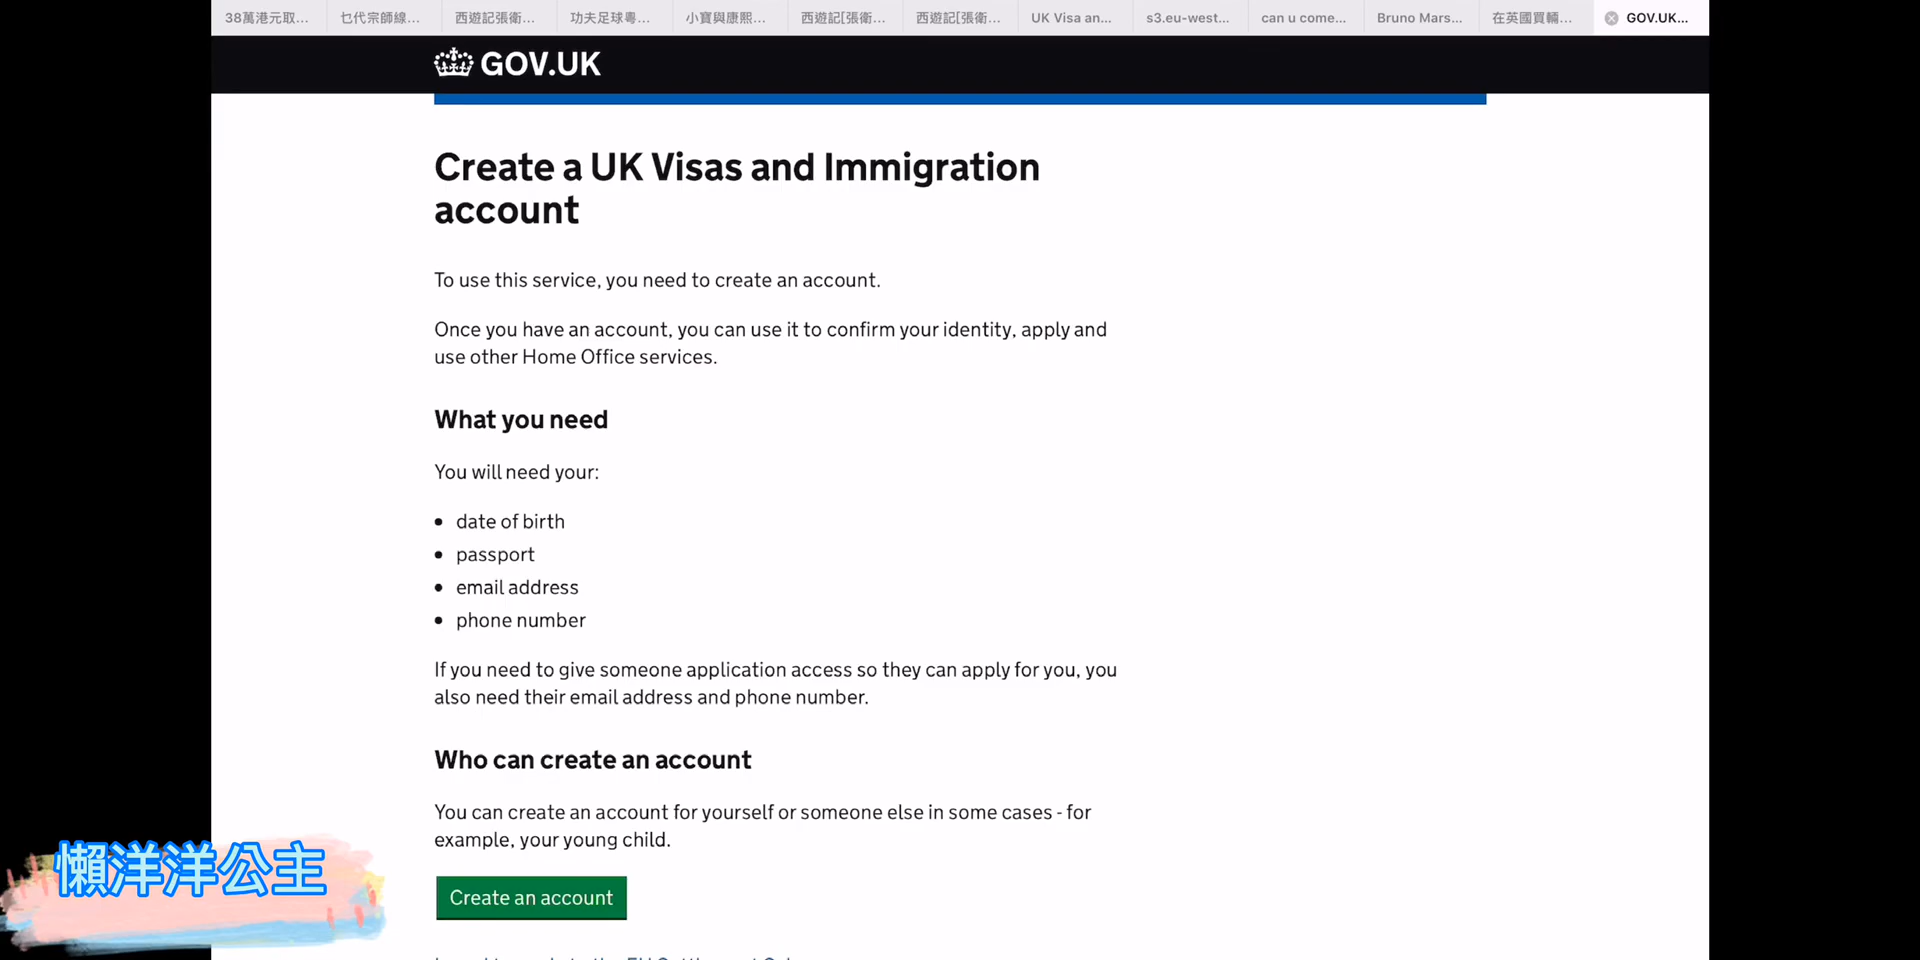 38萬港元取...
乜代宗師線...
西遊記張衛...
功夫足球粵...
小寶與康熙...
西遊記[張衛...
西遊記[張衛...
UK Visa an...
s3.eu-west...
can u come...
Bruno Mars...
在英國買輛...
GOV.UK...
GOV.UK
Create a UK Visas and Immigration
account
To use this service, you need to create an account.
Once you have an account, you can use it to confirm your identity, apply and
use other Home Office services.
What you need
You will need your:
• date of birth
• passport
• email address
• phone number
If you need to give someone application access so they can apply for you, you
also need their email address and phone number.
Who can create an account
You can create an account for yourself or someone else in some cases - for
example, your young child.
懶洋洋公主
Create an account